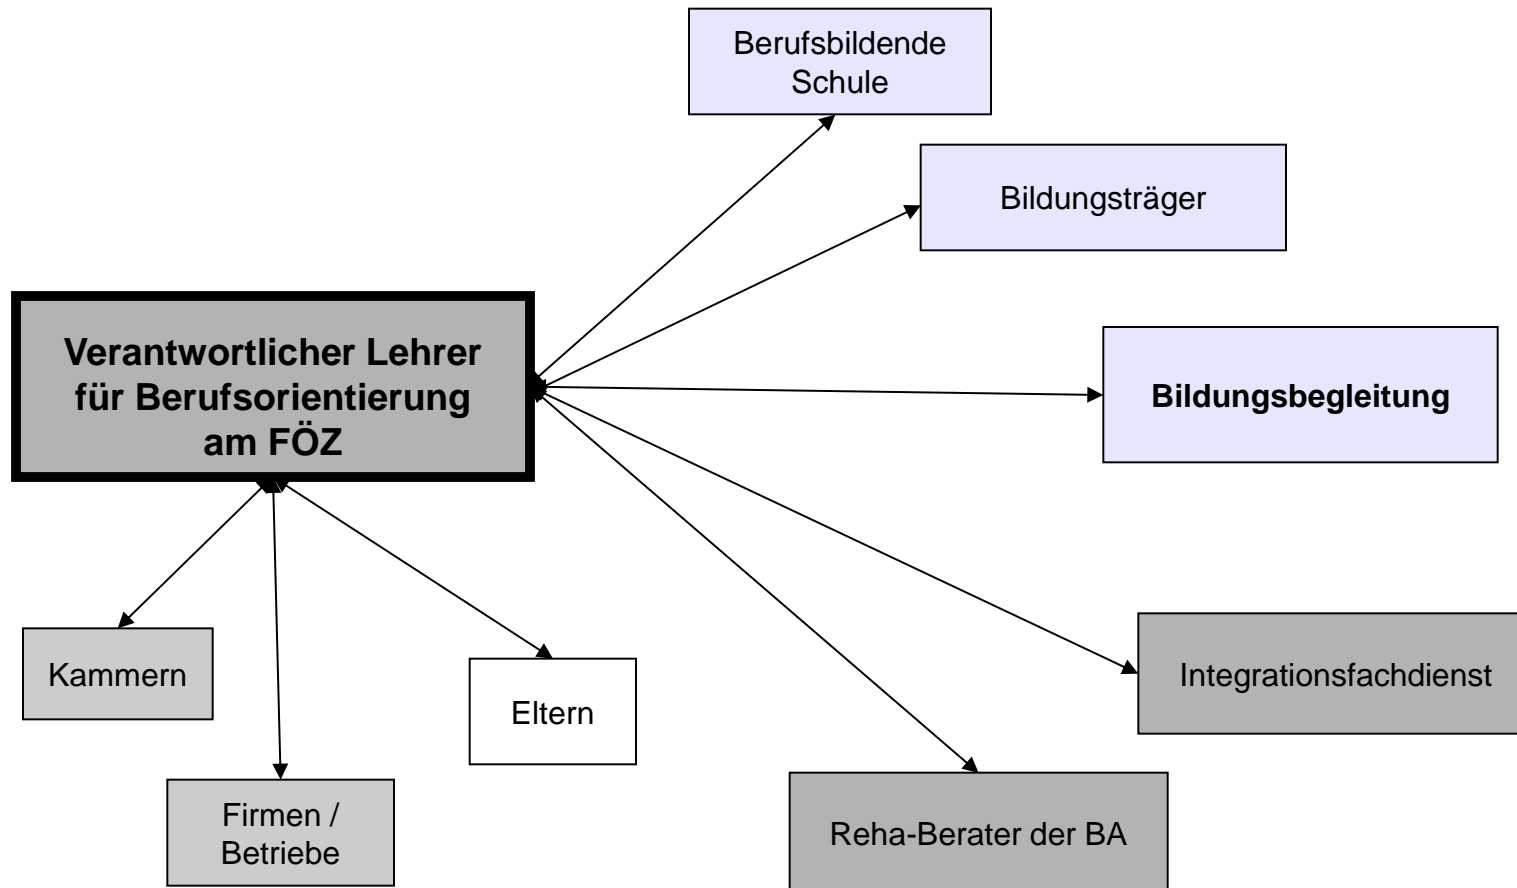 Berufsbildende
Schule
Bildungsträger
Verantwortlicher Lehrer
für Berufsorientierung
am FÖZ
Bildungsbegleitung
Kammern
Eltern
Integrationsfachdienst
Firmen /
Betriebe
Reha-Berater der BA